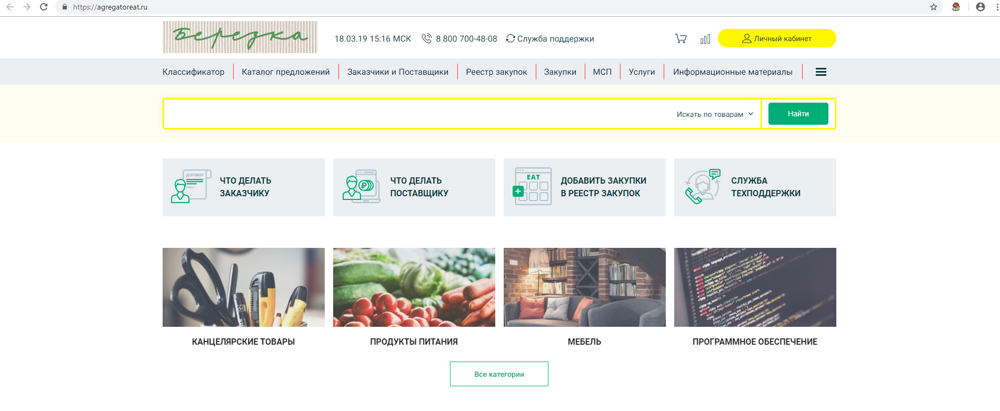 https://agregatoreat.ru
Березка
18.03.19 15:16 МСК
8 800 700-48-08
Служба поддержки
Личный кабинет
Классификатор
Каталог предложений
Заказчики и Поставщики
Реестр закупок
Закупки
МСП
Услуги
Информационные материалы
Искать по товарам
Найти
ДОГОВОР
ЧТО ДЕЛАТЬ
ЗАКАЗЧИКУ
ЧТО ДЕЛАТЬ
ПОСТАВЩИКУ
ЕАТ
ДОБАВИТЬ ЗАКУПКИ
В РЕЕСТР ЗАКУПОК
СЛУЖБА
ТЕХПОДДЕРЖКИ
КАНЦЕЛЯРСКИЕ ТОВАРЫ
ПРОДУКТЫ ПИТАНИЯ
МЕБЕЛЬ
ПРОГРАММНОЕ ОБЕСПЕЧЕНИЕ
Все категории